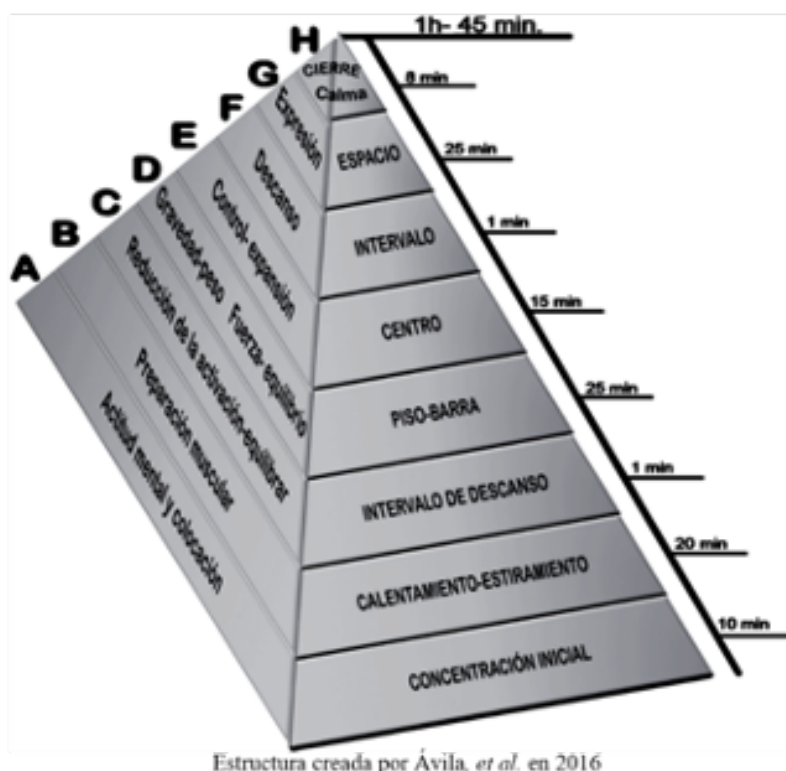 1h- 45 min.
H
G
F
E
D
C
B
A
CIERRE
Calma
ESPACIO
INTERVALO
CENTRO
PISO-BARRA
INTERVALO DE DESCANSO
CALENTAMIENTO-ESTIRAMIENTO
CONCENTRACIÓN INICIAL
Expresión
Descanso
Control- expansión
Gravedad-peso Fuerza- equilibrio
Reducción de la activación-equilibrar
Preparación muscular
Actitud mental y colocación
8 min
25 min
1 min
15 min
25 min
1 min
20 min
10 min
Estructura creada por Ávila, et al. en 2016